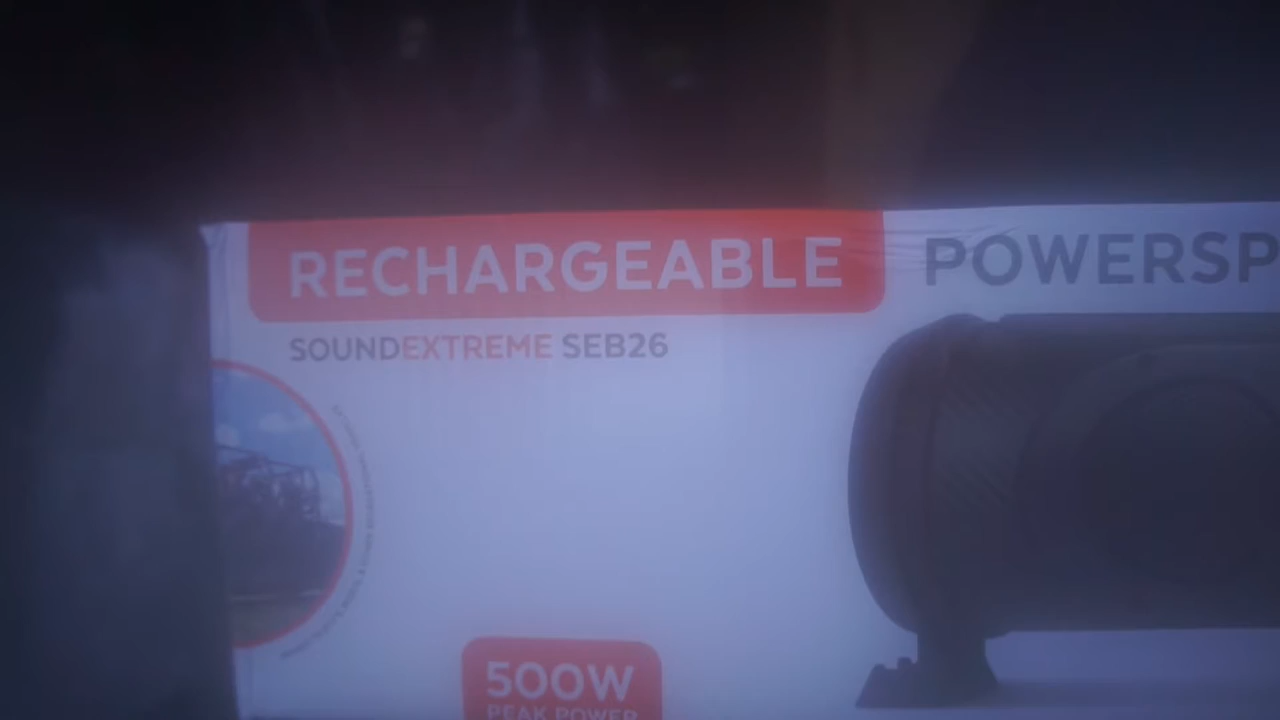 RECHARGEABLE POWERSP
SOUNDEXTREME SEB26
500W
PEAK POWER